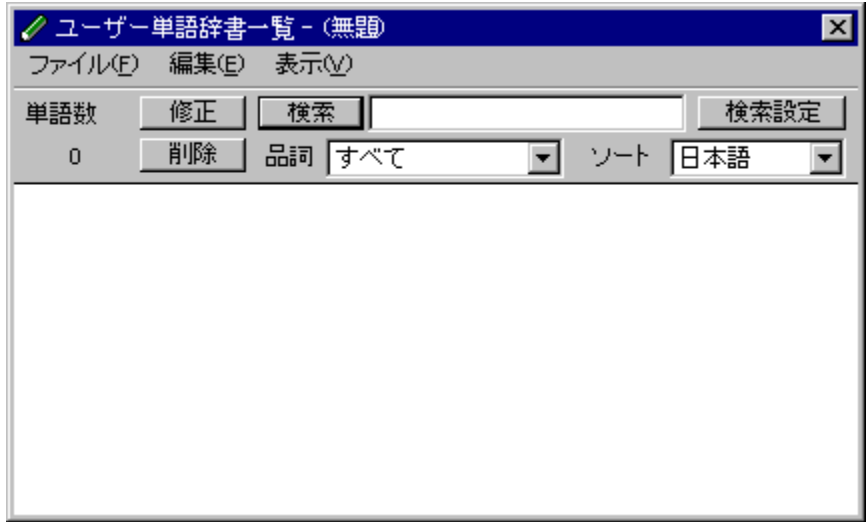 ユーザー単語辞書一覧 - (無題)
ファイル(F) 編集(E) 表示(V)
単語数 修正 検索 検索設定
0 削除 品詞 すべて ソート 日本語